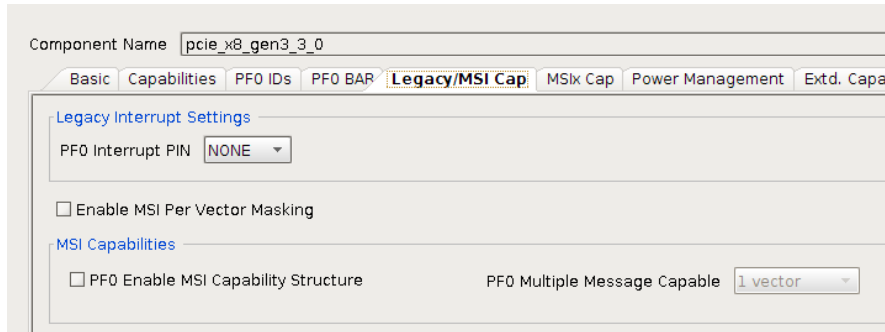 Component Name pcie_x8_gen3_3_0
Basic Capabilities PF0 IDs PF0 BAR Legacy/MSI Cap MSIx Cap Power Management Extd. Capa
Legacy Interrupt Settings
PF0 Interrupt PIN NONE
Enable MSI Per Vector Masking
MSI Capabilities
PF0 Enable MSI Capability Structure PF0 Multiple Message Capable 1 vector